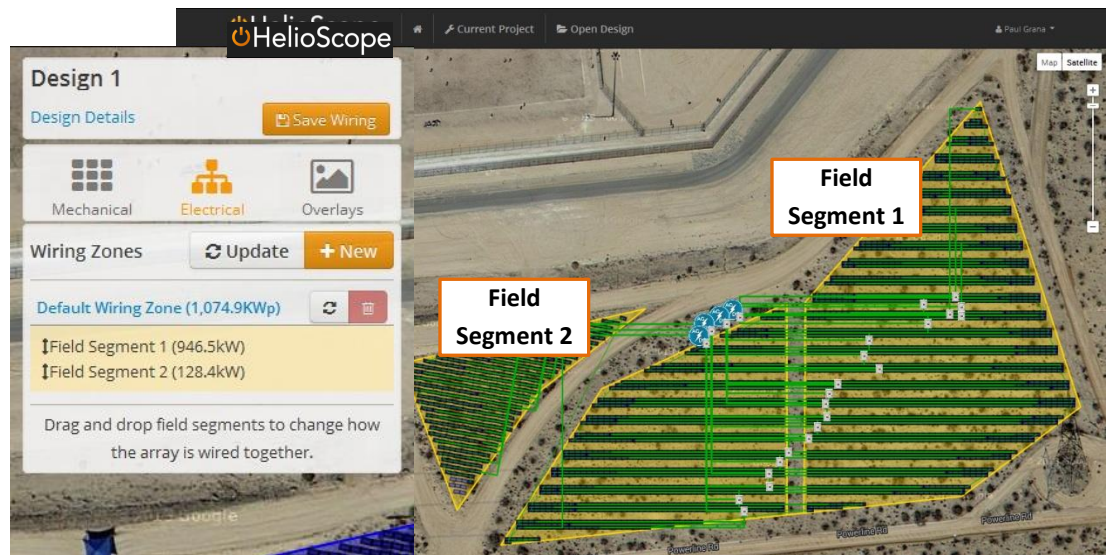 HelioScope
HelioScope
Current Project
Open Design
Paul Grana
Map
Satellite
Design 1
Design Details
Save Wiring
Mechanical
Electrical
Overlays
Wiring Zones
Update
+ New
Default Wiring Zone (1,074.9KWp)
Field Segment 1 (946.5kW)
Field Segment 2 (128.4kW)
Drag and drop field segments to change how
the array is wired together.
Google
Field
Segment 1
Field
Segment 2
Powerline Rd
Powerline Rd
Powerline Rd